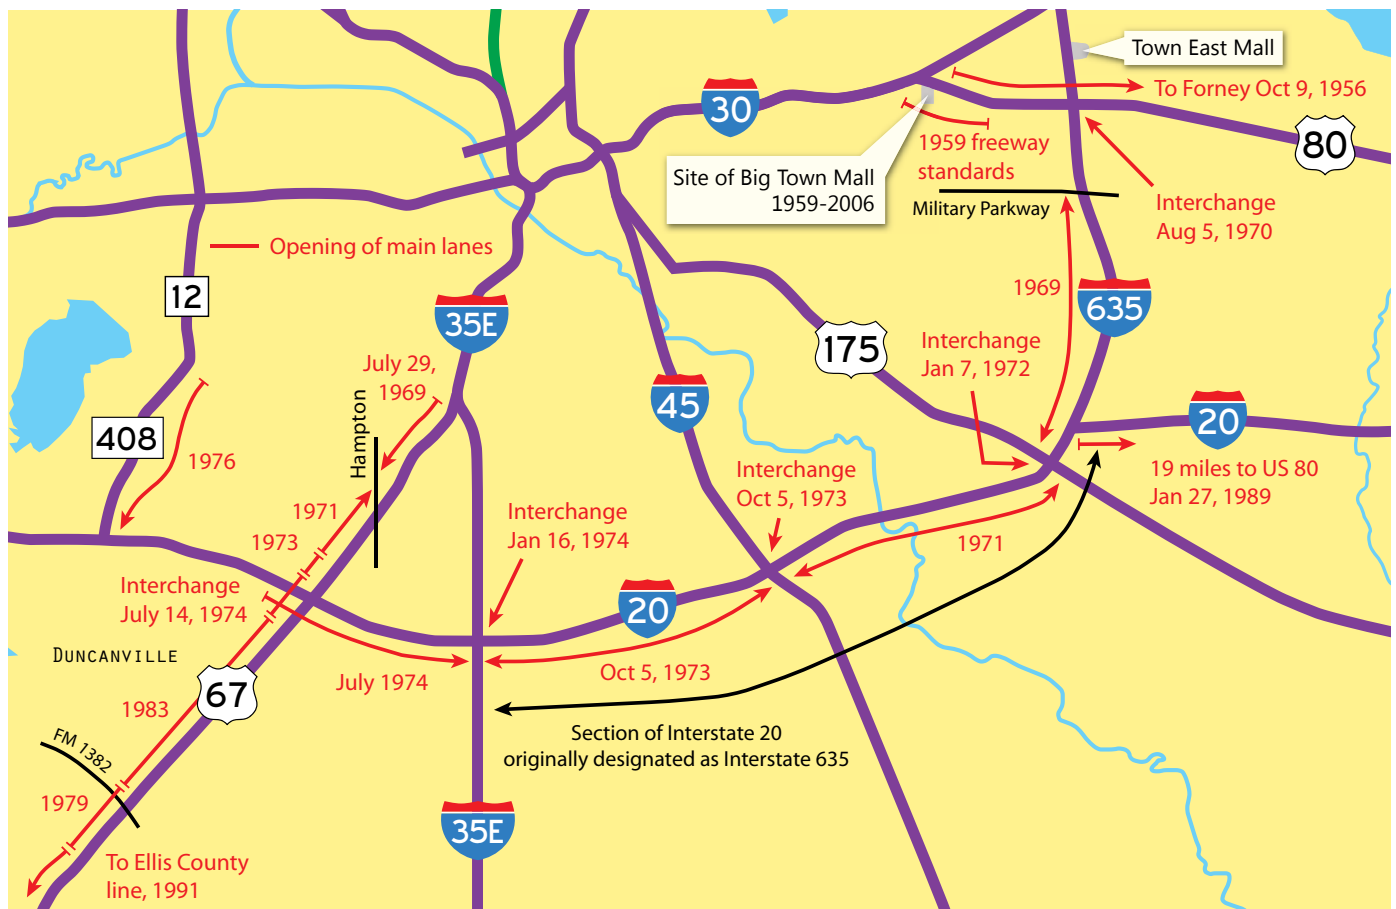 Town East Mall
To Forney Oct 9, 1956
30
80
1959 freeway
standards
Site of Big Town Mall
1959-2006
Military Parkway
Interchange
Aug 5, 1970
Opening of main lanes
12
35E
1969
635
July 29,
1969
Interchange
Jan 7, 1972
175
45
20
408
Hampton
1976
Interchange
Oct 5, 1973
19 miles to US 80
Jan 27, 1989
1971
Interchange
Jan 16, 1974
1973
1971
Interchange
July 14, 1974
20
DUNCANVILLE
67
July 1974
Oct 5, 1973
1983
Section of Interstate 20
originally designated as Interstate 635
FM 1382
1979
35E
To Ellis County
line, 1991